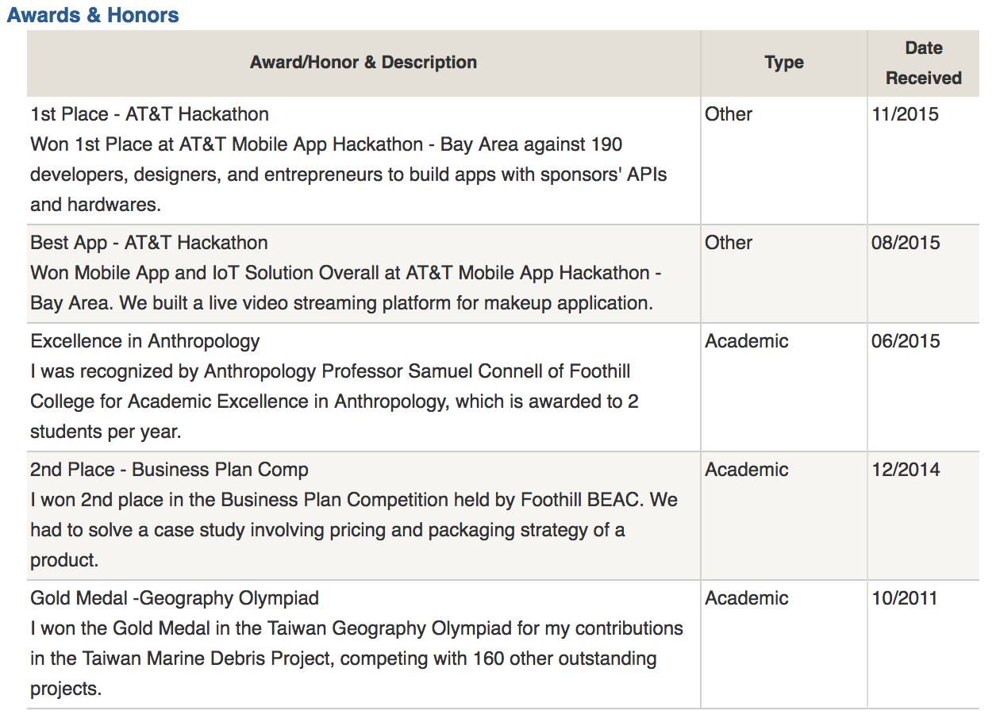 Awards & Honors
Award/Honor & Description
Type
Date
Received
1st Place - AT&T Hackathon
Other
11/2015
Won 1st Place at AT&T Mobile App Hackathon - Bay Area against 190
developers, designers, and entrepreneurs to build apps with sponsors' APIs
and hardwares.
Best App - AT&T Hackathon
Other
08/2015
Won Mobile App and IoT Solution Overall at AT&T Mobile App Hackathon -
Bay Area. We built a live video streaming platform for makeup application.
Excellence in Anthropology
Academic
06/2015
I was recognized by Anthropology Professor Samuel Connell of Foothill
College for Academic Excellence in Anthropology, which is awarded to 2
students per year.
2nd Place - Business Plan Comp
Academic
12/2014
I won 2nd place in the Business Plan Competition held by Foothill BEAC. We
had to solve a case study involving pricing and packaging strategy of a
product.
Gold Medal -Geography Olympiad
Academic
10/2011
I won the Gold Medal in the Taiwan Geography Olympiad for my contributions
in the Taiwan Marine Debris Project, competing with 160 other outstanding
projects.